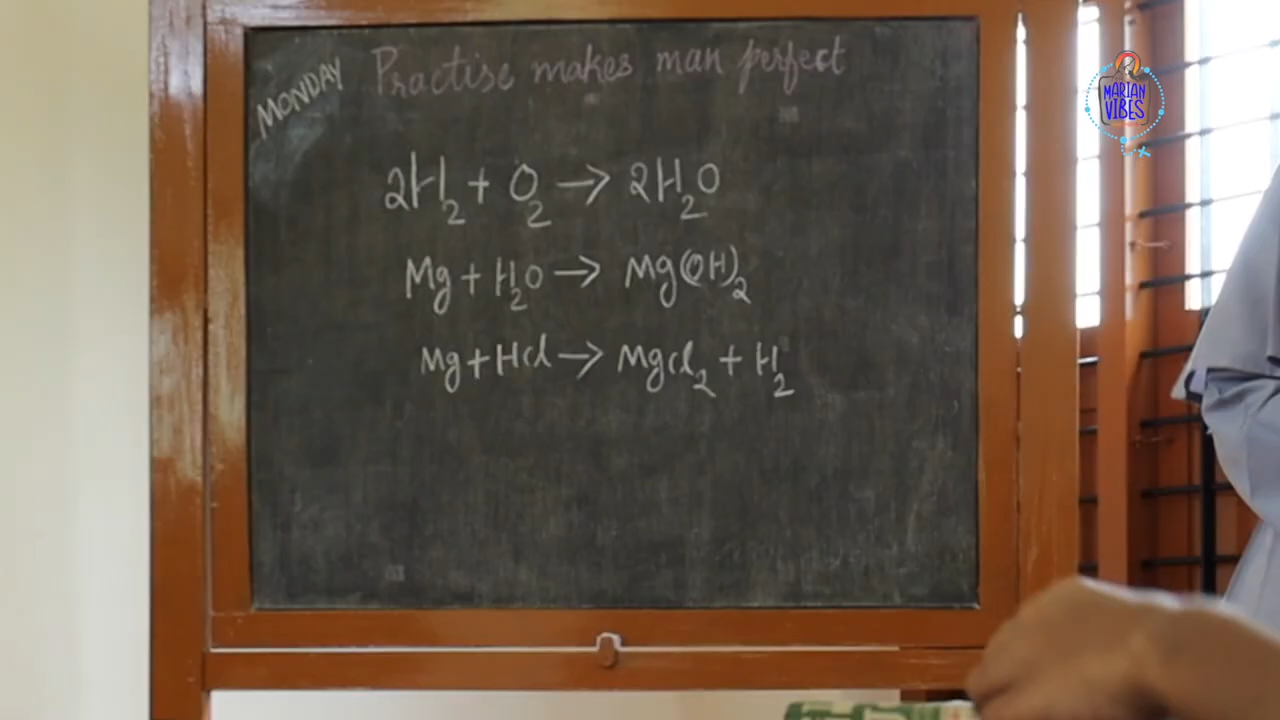 MONDAY
Practise makes man perfect
2H₂ + O₂ → 2H₂O
Mg + H₂O → Mg(OH)₂
Mg + HCl → MgCl₂ + H₂
MARIAN
VIBES